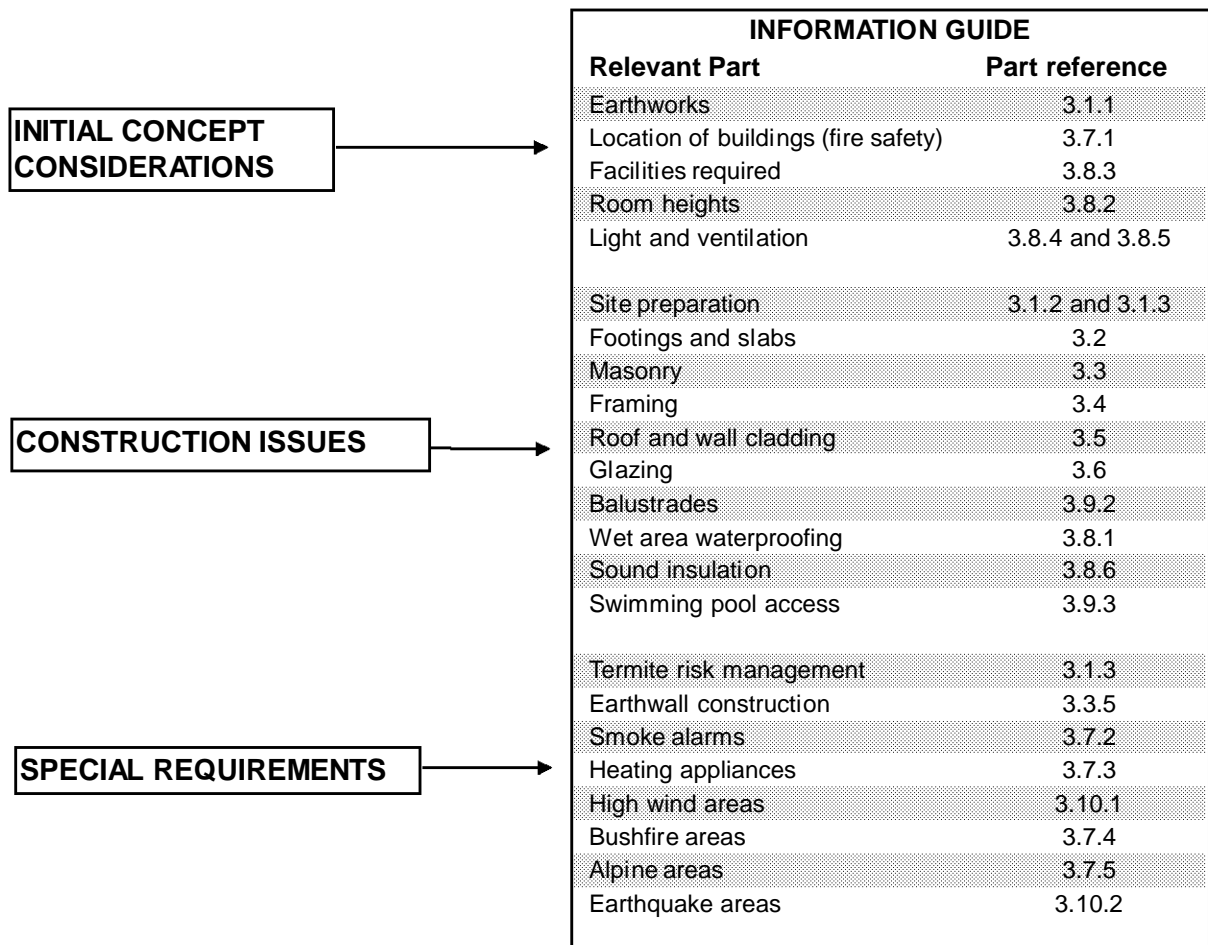 INFORMATION GUIDE
Relevant Part Part reference
INITIAL CONCEPT
CONSIDERATIONS
Earthworks 3.1.1
Location of buildings (fire safety) 3.7.1
Facilities required 3.8.3
Room heights 3.8.2
Light and ventilation 3.8.4 and 3.8.5
CONSTRUCTION ISSUES
Site preparation 3.1.2 and 3.1.3
Footings and slabs 3.2
Masonry 3.3
Framing 3.4
Roof and wall cladding 3.5
Glazing 3.6
Balustrades 3.9.2
Wet area waterproofing 3.8.1
Sound insulation 3.8.6
Swimming pool access 3.9.3
SPECIAL REQUIREMENTS
Termite risk management 3.1.3
Earthwall construction 3.3.5
Smoke alarms 3.7.2
Heating appliances 3.7.3
High wind areas 3.10.1
Bushfire areas 3.7.4
Alpine areas 3.7.5
Earthquake areas 3.10.2